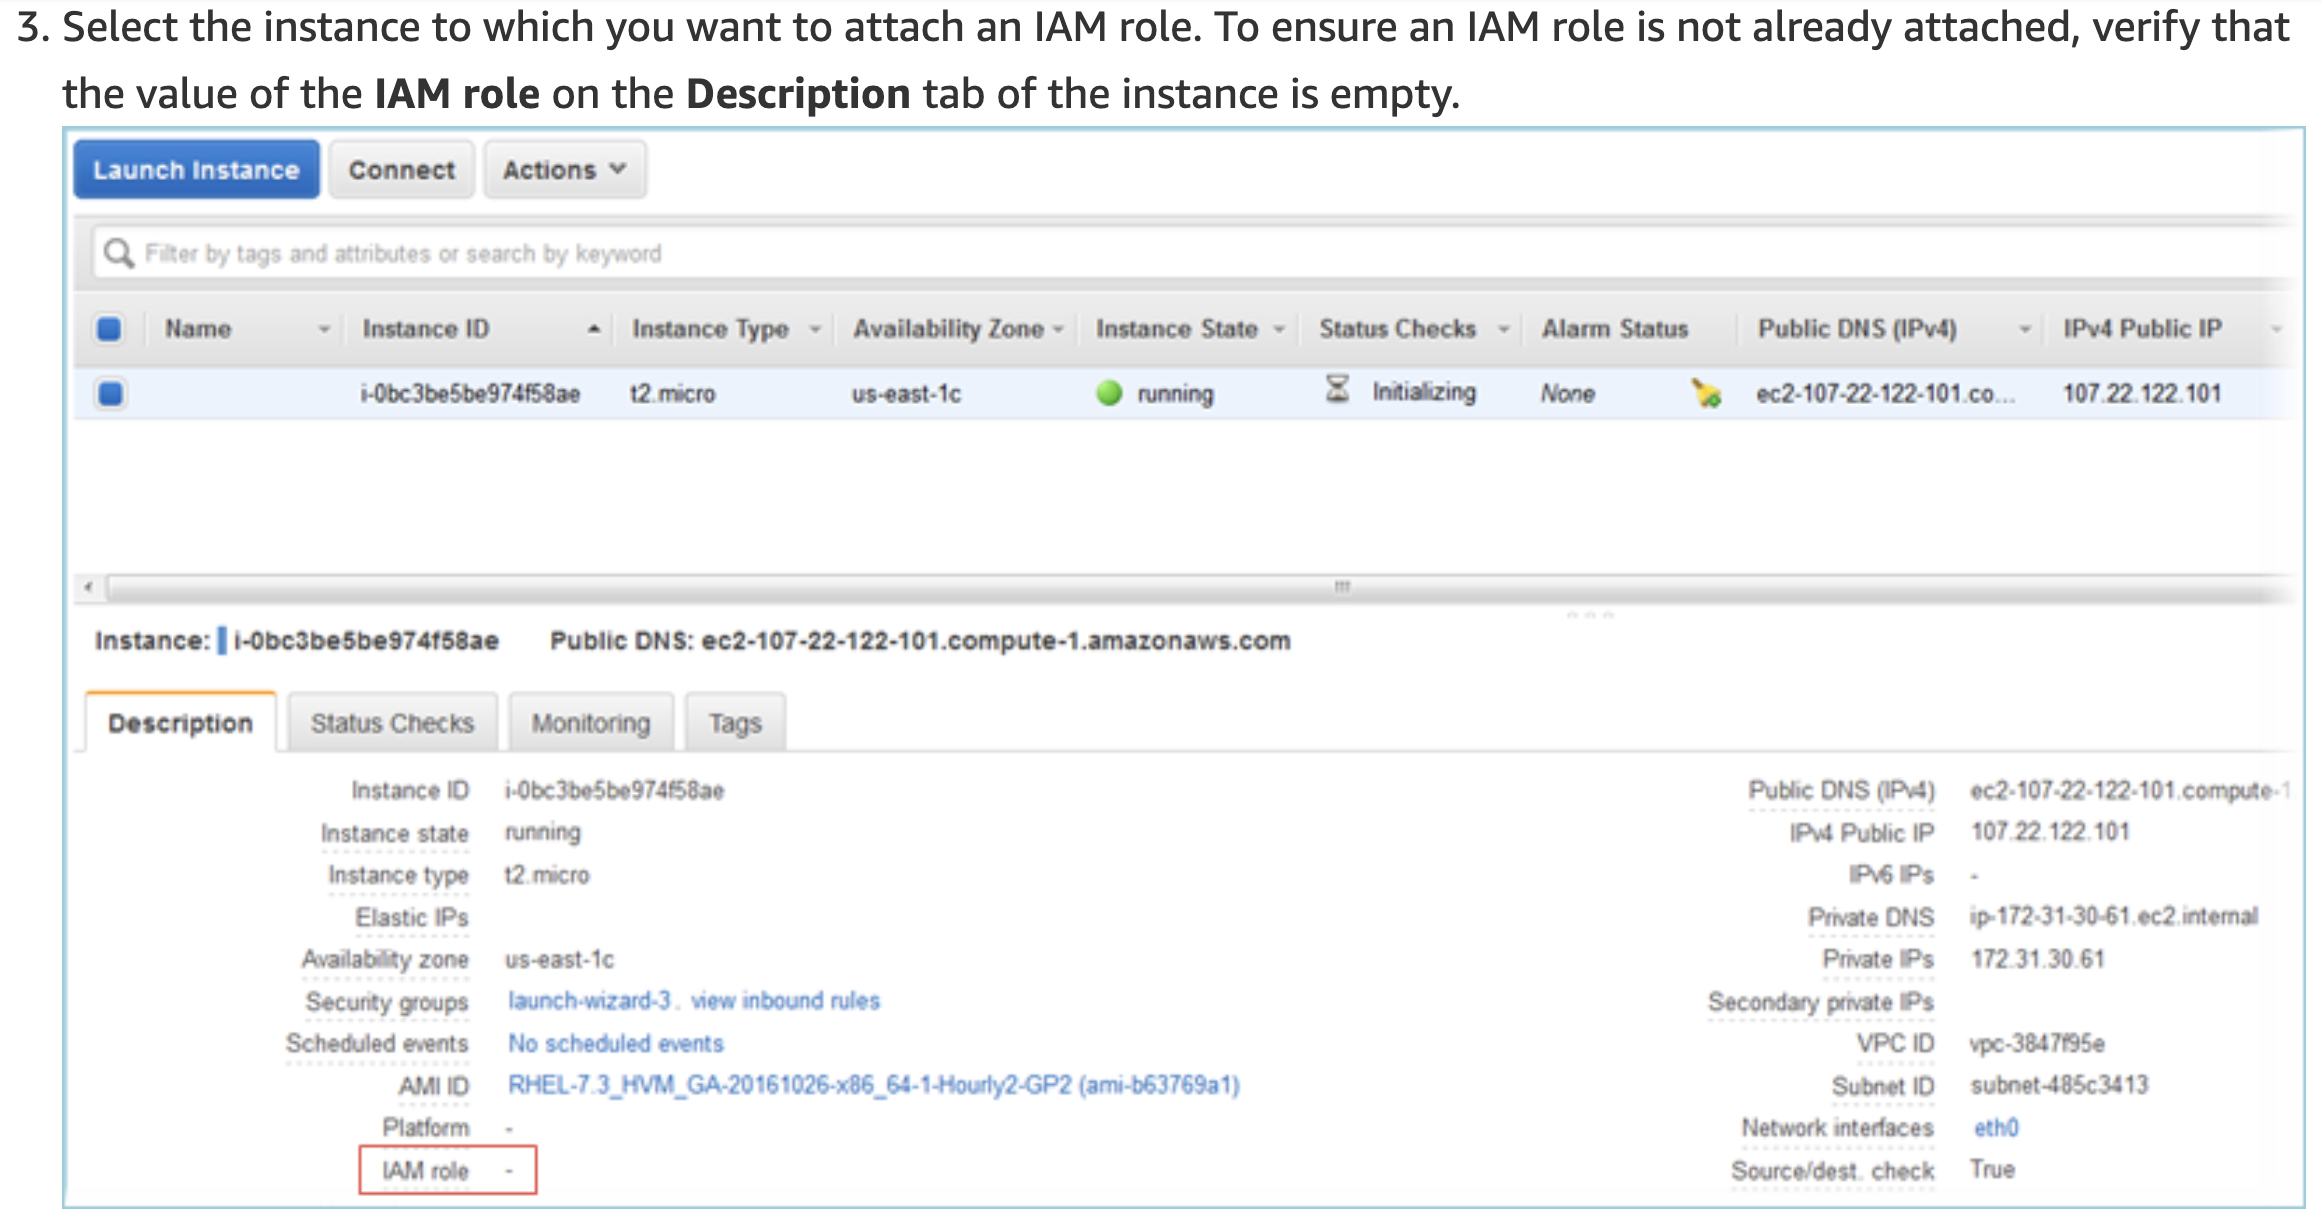 3. Select the instance to which you want to attach an IAM role. To ensure an IAM role is not already attached, verify that
the value of the IAM role on the Description tab of the instance is empty.
Launch Instance Connect Actions
Filter by tags and attributes or search by keyword
Name Instance ID Instance Type Availability Zone Instance State Status Checks Alarm Status Public DNS (IPv4) IPv4 Public IP
i-0bc3be5be974f58ae t2.micro us-east-1c running Initializing None ec2-107-22-122-101.co... 107.22.122.101
Instance: i-0bc3be5be974f58ae Public DNS: ec2-107-22-122-101.compute-1.amazonaws.com
Description Status Checks Monitoring Tags
Instance ID i-0bc3be5be974f58ae Public DNS (IPv4) ec2-107-22-122-101.compute-1
Instance state running IPv4 Public IP 107.22.122.101
Instance type t2.micro IPv6 IPs -
Elastic IPs Private DNS ip-172-31-30-61.ec2.internal
Availability zone us-east-1c Private IPs 172.31.30.61
Security groups launch-wizard-3. view inbound rules Secondary private IPs
Scheduled events No scheduled events VPC ID vpc-3847f95e
AMI ID RHEL-7.3_HVM_GA-20161026-x86_64-1-Hourly2-GP2 (ami-b63769a1) Subnet ID subnet-485c3413
Platform - Network interfaces eth0
IAM role - Source/dest. check True